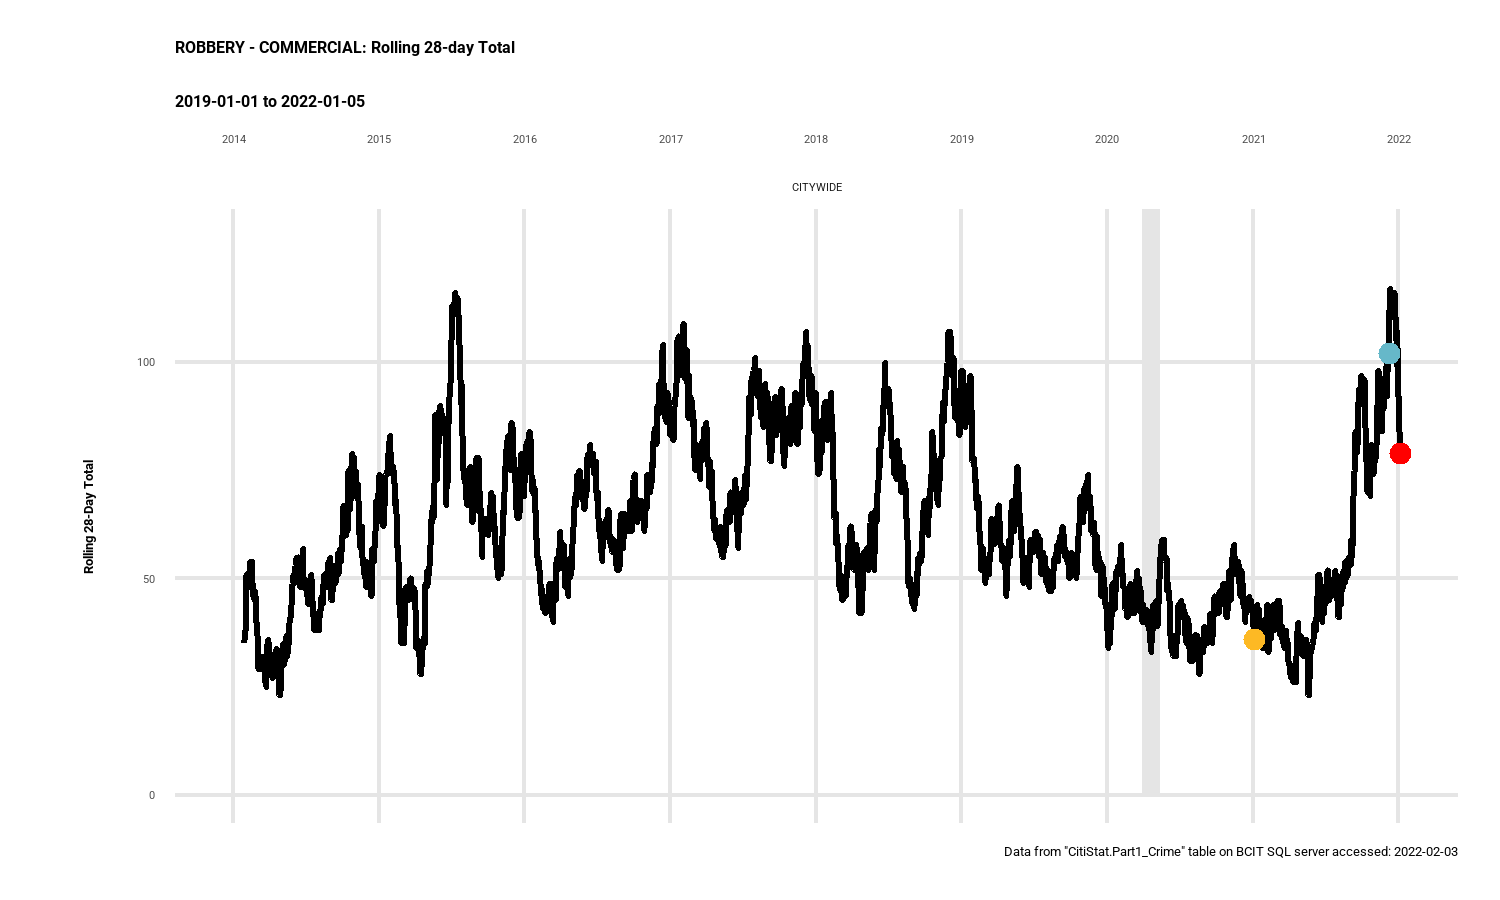 ROBBERY - COMMERCIAL: Rolling 28-day Total
2019-01-01 to 2022-01-05
2014 2015 2016 2017 2018 2019 2020 2021 2022
CITYWIDE
Rolling 28-Day Total
100
50
0
Data from "CitiStat.Part1_Crime" table on BCIT SQL server accessed: 2022-02-03